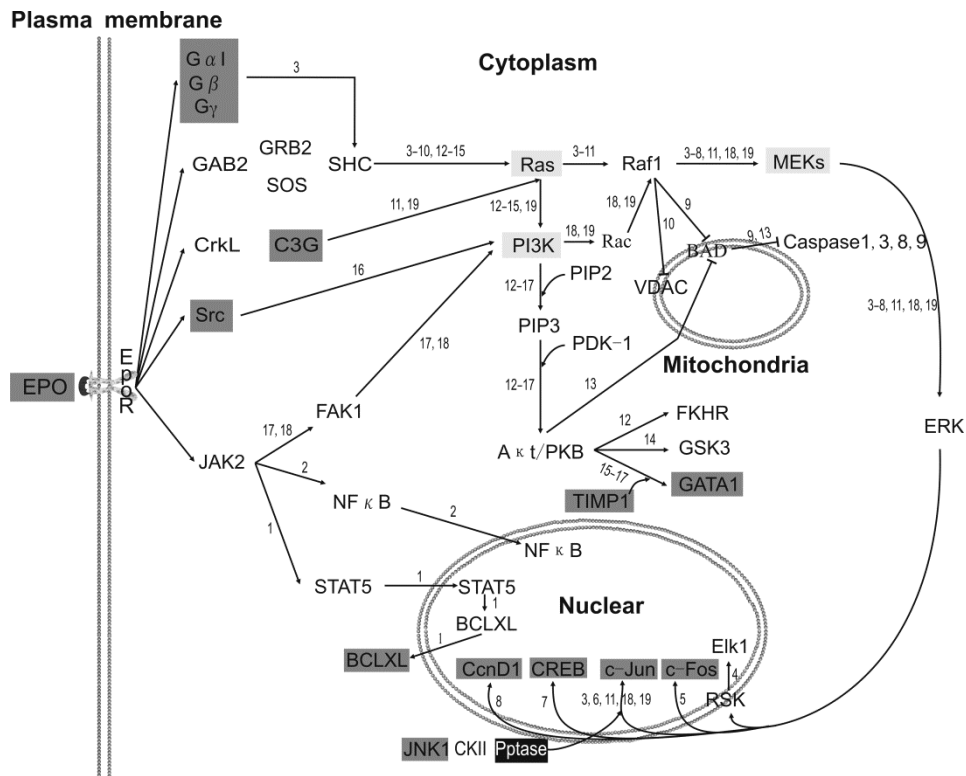 Plasma membrane
Cytoplasm
G α I
G β
Gγ
3
GAB2
GRB2
SOS
SHC
3−10, 12−15
Ras
3−11
Raf1
3−8, 11, 18, 19
MEKs
11, 19
12−15, 19
18, 19
9
10
CrkL
C3G
PI3K
18, 19
Rac
BAD
9, 13
Caspase1, 3, 8, 9
16
12−17
PIP2
VDAC
3−8, 11, 18, 19
Src
PIP3
17, 18
PDK−1
Mitochondria
EPO
EpoR
12−17
13
FAK1
12
FKHR
ERK
17, 18
JAK2
A κ t/PKB
14
GSK3
2
15−17
GATA1
NF κ B
TIMP1
2
1
NF κ B
STAT5
1
STAT5
1
Nuclear
BCLXL
1
BCLXL
Elk1
CcnD1
CREB
c−Jun
c−Fos
4
RSK
8
7
3, 6, 11, 18, 19
5
JNK1
CKII
Pptase